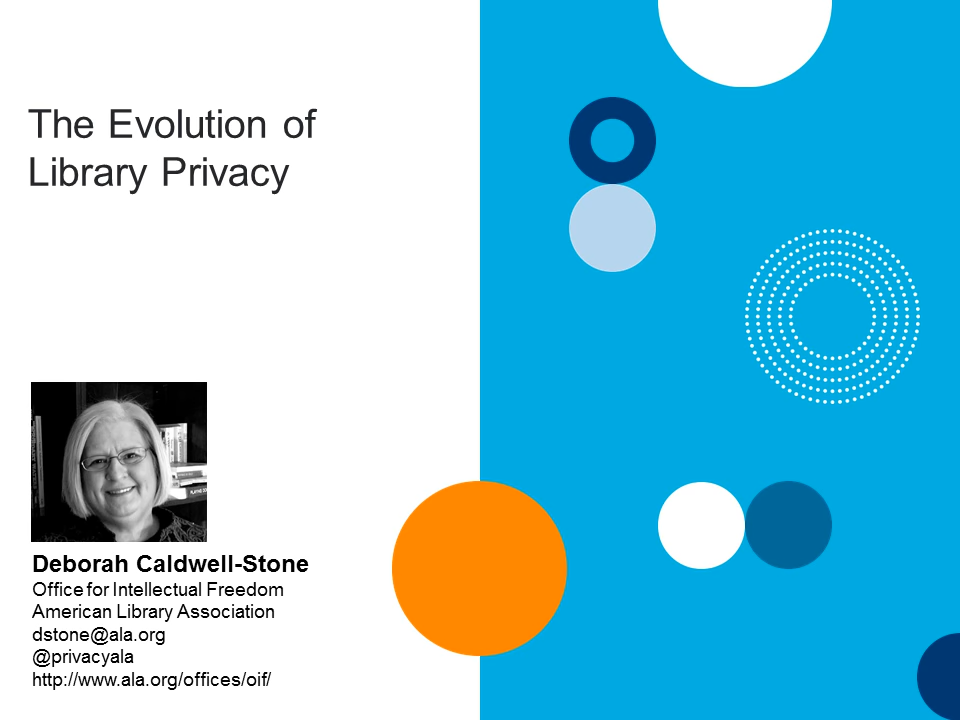 The Evolution of
Library Privacy
Deborah Caldwell-Stone
Office for Intellectual Freedom
American Library Association
dstone@ala.org
@privacyala
http://www.ala.org/offices/oif/